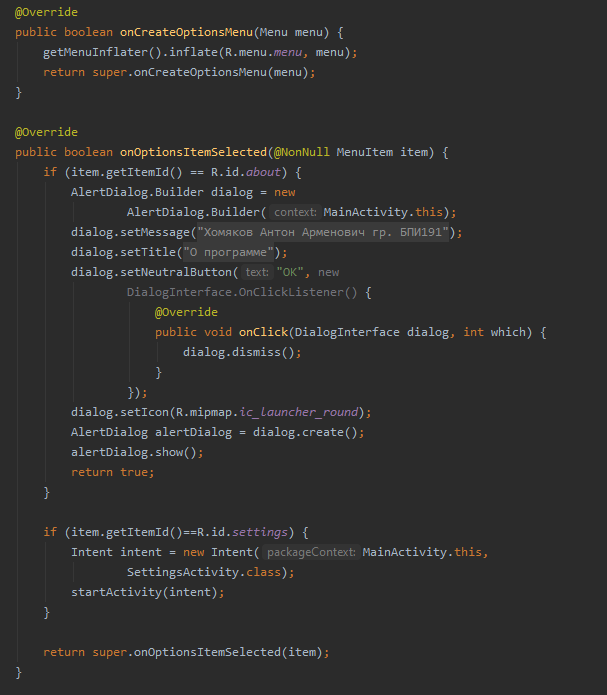 @Override
public boolean onCreateOptionsMenu(Menu menu) {
    getMenuInflater().inflate(R.menu.menu, menu);
    return super.onCreateOptionsMenu(menu);
}

@Override
public boolean onOptionsItemSelected(@NonNull MenuItem item) {
    if (item.getItemId() == R.id.about) {
        AlertDialog.Builder dialog = new
                AlertDialog.Builder( context: MainActivity.this);
        dialog.setMessage("Хомяков Антон Арменович гр. БПИ191");
        dialog.setTitle("О программе");
        dialog.setNeutralButton( text: "OK", new
                DialogInterface.OnClickListener() {
                    @Override
                    public void onClick(DialogInterface dialog, int which) {
                        dialog.dismiss();
                    }
                });
        dialog.setIcon(R.mipmap.ic_launcher_round);
        AlertDialog alertDialog = dialog.create();
        alertDialog.show();
        return true;
    }

    if (item.getItemId()==R.id.settings) {
        Intent intent = new Intent( packageContext: MainActivity.this,
                SettingsActivity.class);
        startActivity(intent);
    }

    return super.onOptionsItemSelected(item);
}